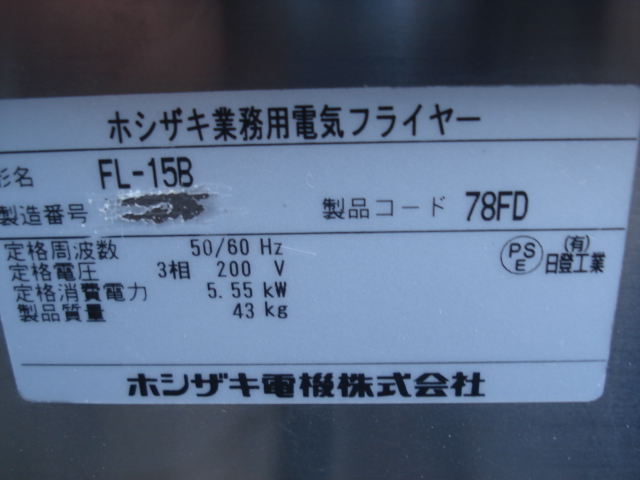 ホシザキ業務用電気フライヤー
形名 FL-15B
製造番号 製品コード 78FD
定格周波数 50/60 Hz
定格電圧 3相 200 V
定格消費電力 5.55 kW
製品質量 43 kg
PSE (有)日登工業
ホシザキ電機株式会社